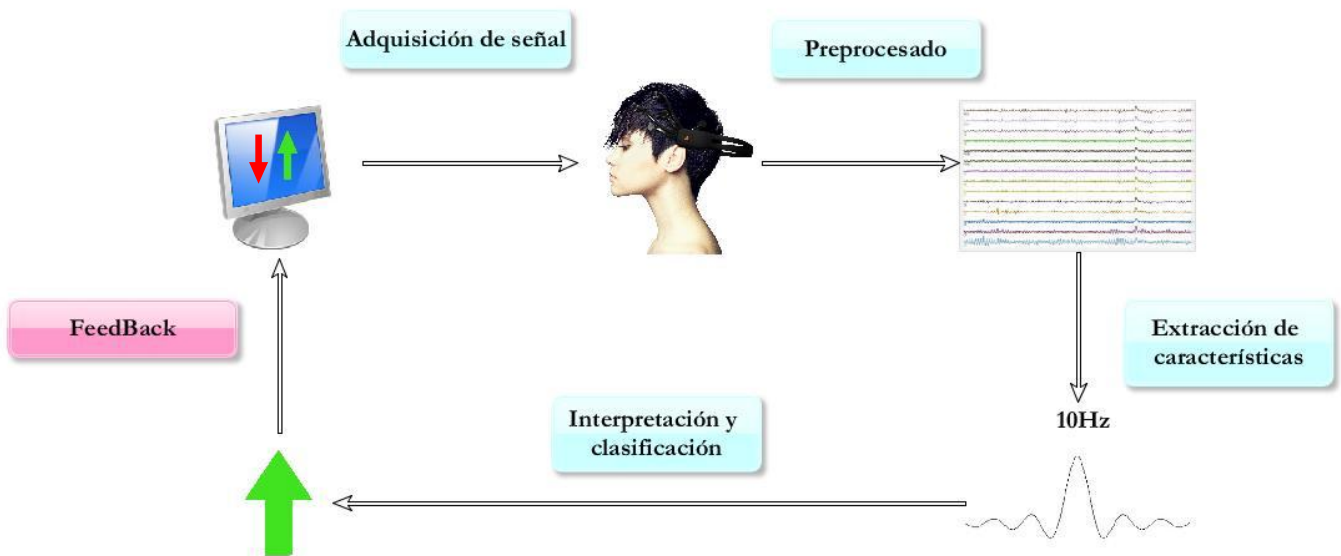 Adquisición de señal
Preprocesado
FeedBack
Extracción de
características
Interpretación y
clasificación
10Hz